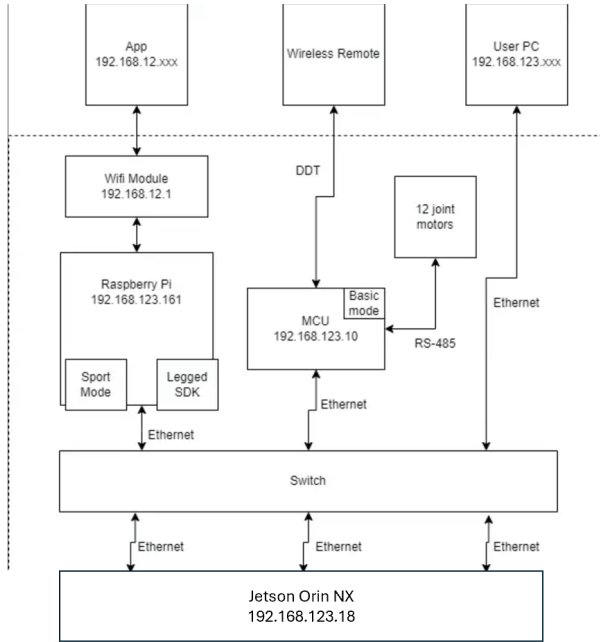 App
192.168.12.xxx
Wireless Remote
User PC
192.168.123.xxx
Wifi Module
192.168.12.1
DDT
12 joint
motors
Raspberry Pi
192.168.123.161
Basic
mode
MCU
192.168.123.10
Ethernet
RS-485
Sport
Mode
Legged
SDK
Ethernet
Ethernet
Switch
Ethernet
Ethernet
Ethernet
Jetson Orin NX
192.168.123.18